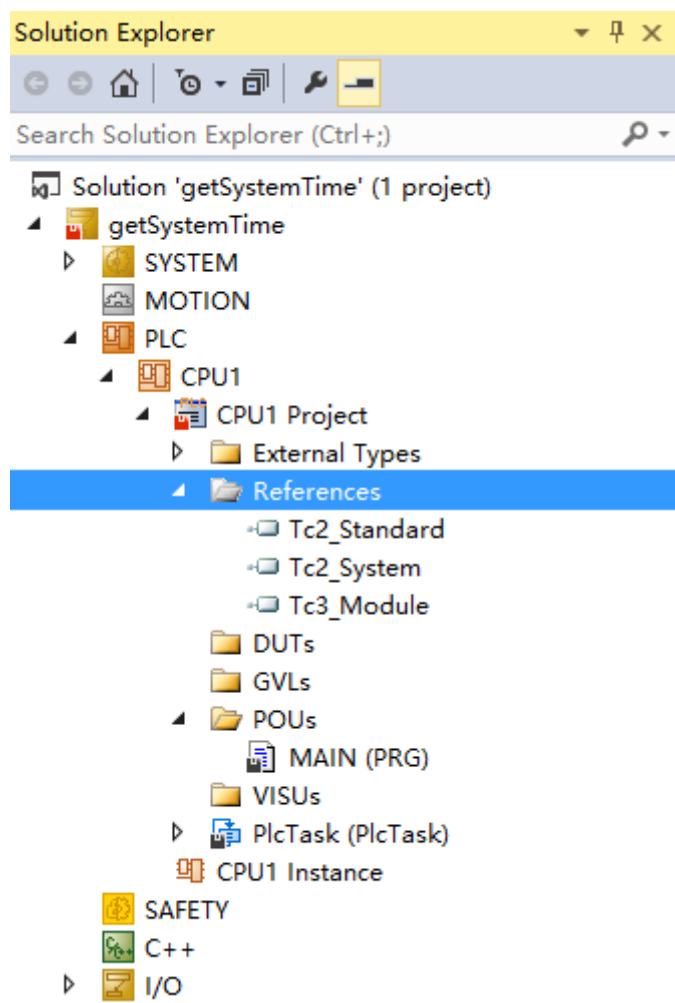 Solution Explorer
Search Solution Explorer (Ctrl+;)
Solution 'getSystemTime' (1 project)
getSystemTime
SYSTEM
MOTION
PLC
CPU1
CPU1 Project
External Types
References
Tc2_Standard
Tc2_System
Tc3_Module
DUTs
GVLs
POUs
MAIN (PRG)
VISUs
PlcTask (PlcTask)
CPU1 Instance
SAFETY
C++
I/O